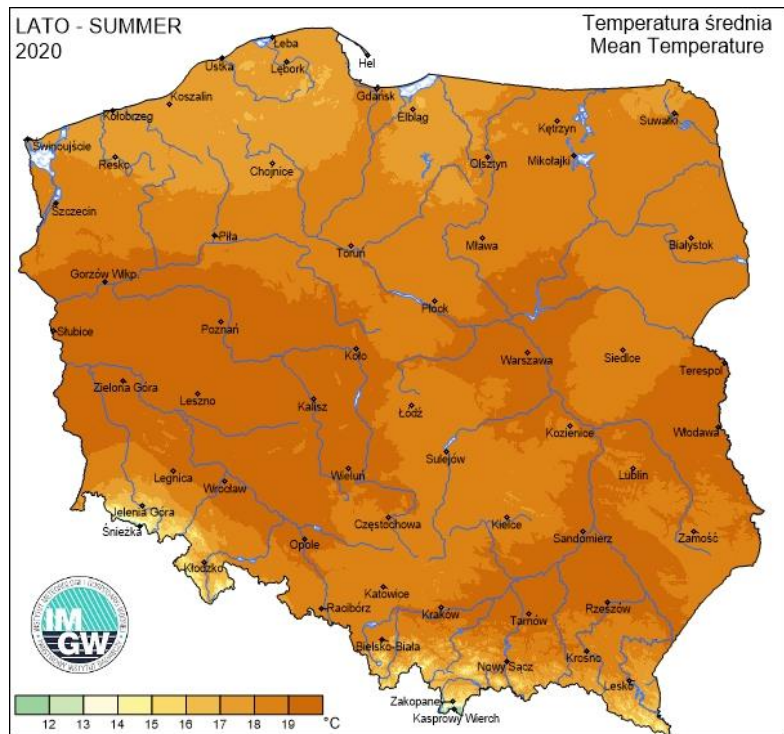 LATO - SUMMER
2020
Temperatura średnia
Mean Temperature
Łeba
Hel
Ustka
Lębork
Gdańsk
Koszalin
Kołobrzeg
Elbląg
Suwałki
Kętrzyn
Świnoujście
Resko
Chojnice
Olsztyn
Mikołajki
Szczecin
Piła
Toruń
Mława
Białystok
Gorzów Wlkp.
Płock
Słubice
Poznań
Koło
Warszawa
Siedlce
Terespol
Zielona Góra
Leszno
Kalisz
Łódź
Kozienice
Włodawa
Sulejów
Legnica
Wrocław
Wieluń
Lublin
Jelenia Góra
Śnieżka
Częstochowa
Kielce
Sandomierz
Zamość
Opole
Kłodzko
Katowice
Racibórz
Kraków
Tarnów
Rzeszów
Bielsko-Biała
Nowy Sącz
Krosno
Lesko
Zakopane
Kasprowy Wierch
IM
GW
12 13 14 15 16 17 18 19 °C